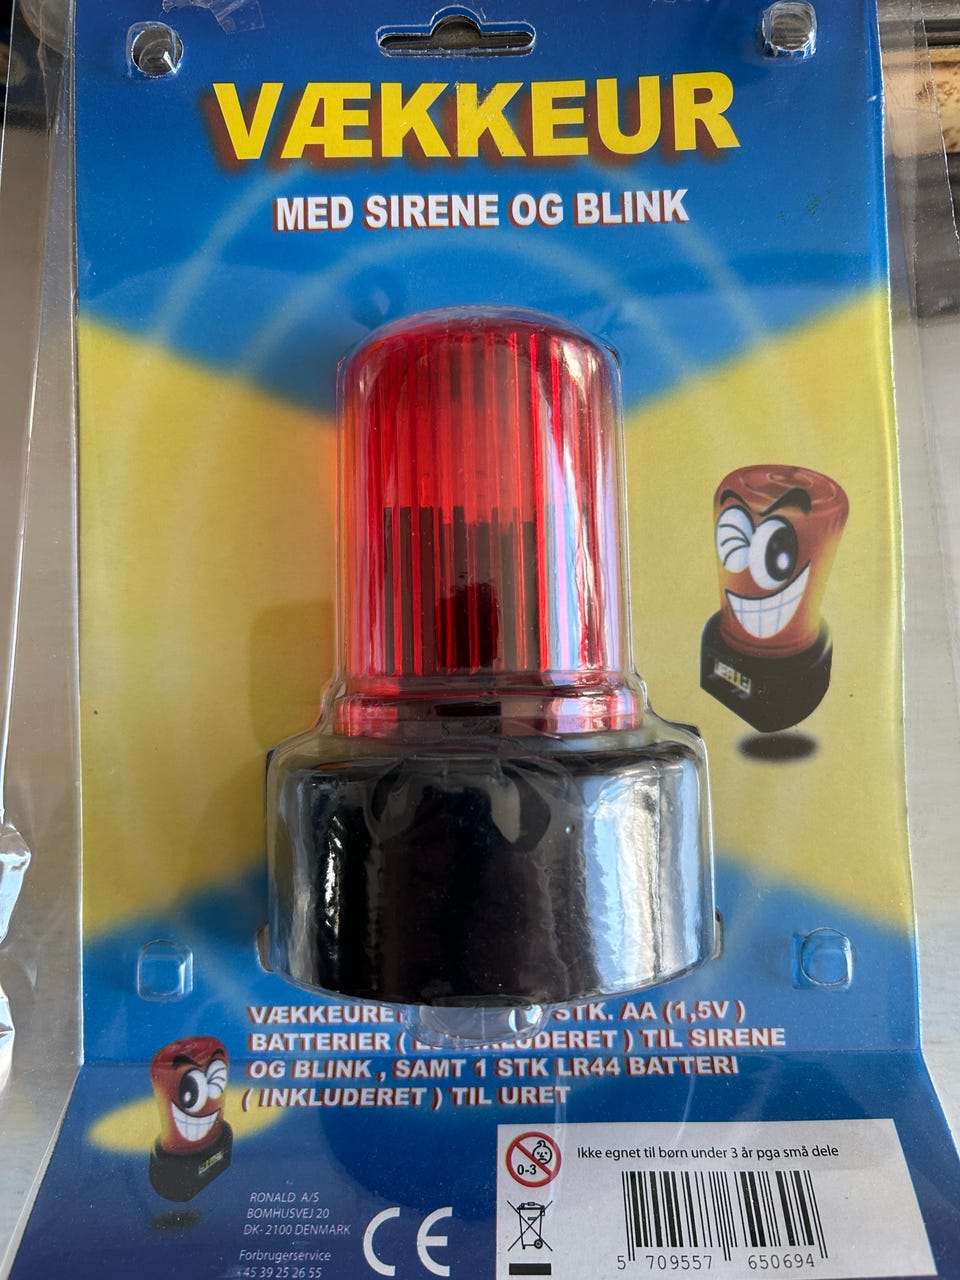 VÆKKEUR
MED SIRENE OG BLINK
VÆKKEURET STK. AA (1,5V )
BATTERIER ( INKLUDERET ) TIL SIRENE
OG BLINK , SAMT 1 STK LR44 BATTERI
( INKLUDERET ) TIL URET
0-3
Ikke egnet til børn under 3 år pga små dele
RONALD A/S
BOMHUSVEJ 20
DK- 2100 DENMARK
Forbrugerservice
+45 39 25 26 55
CE
5 709557 650694